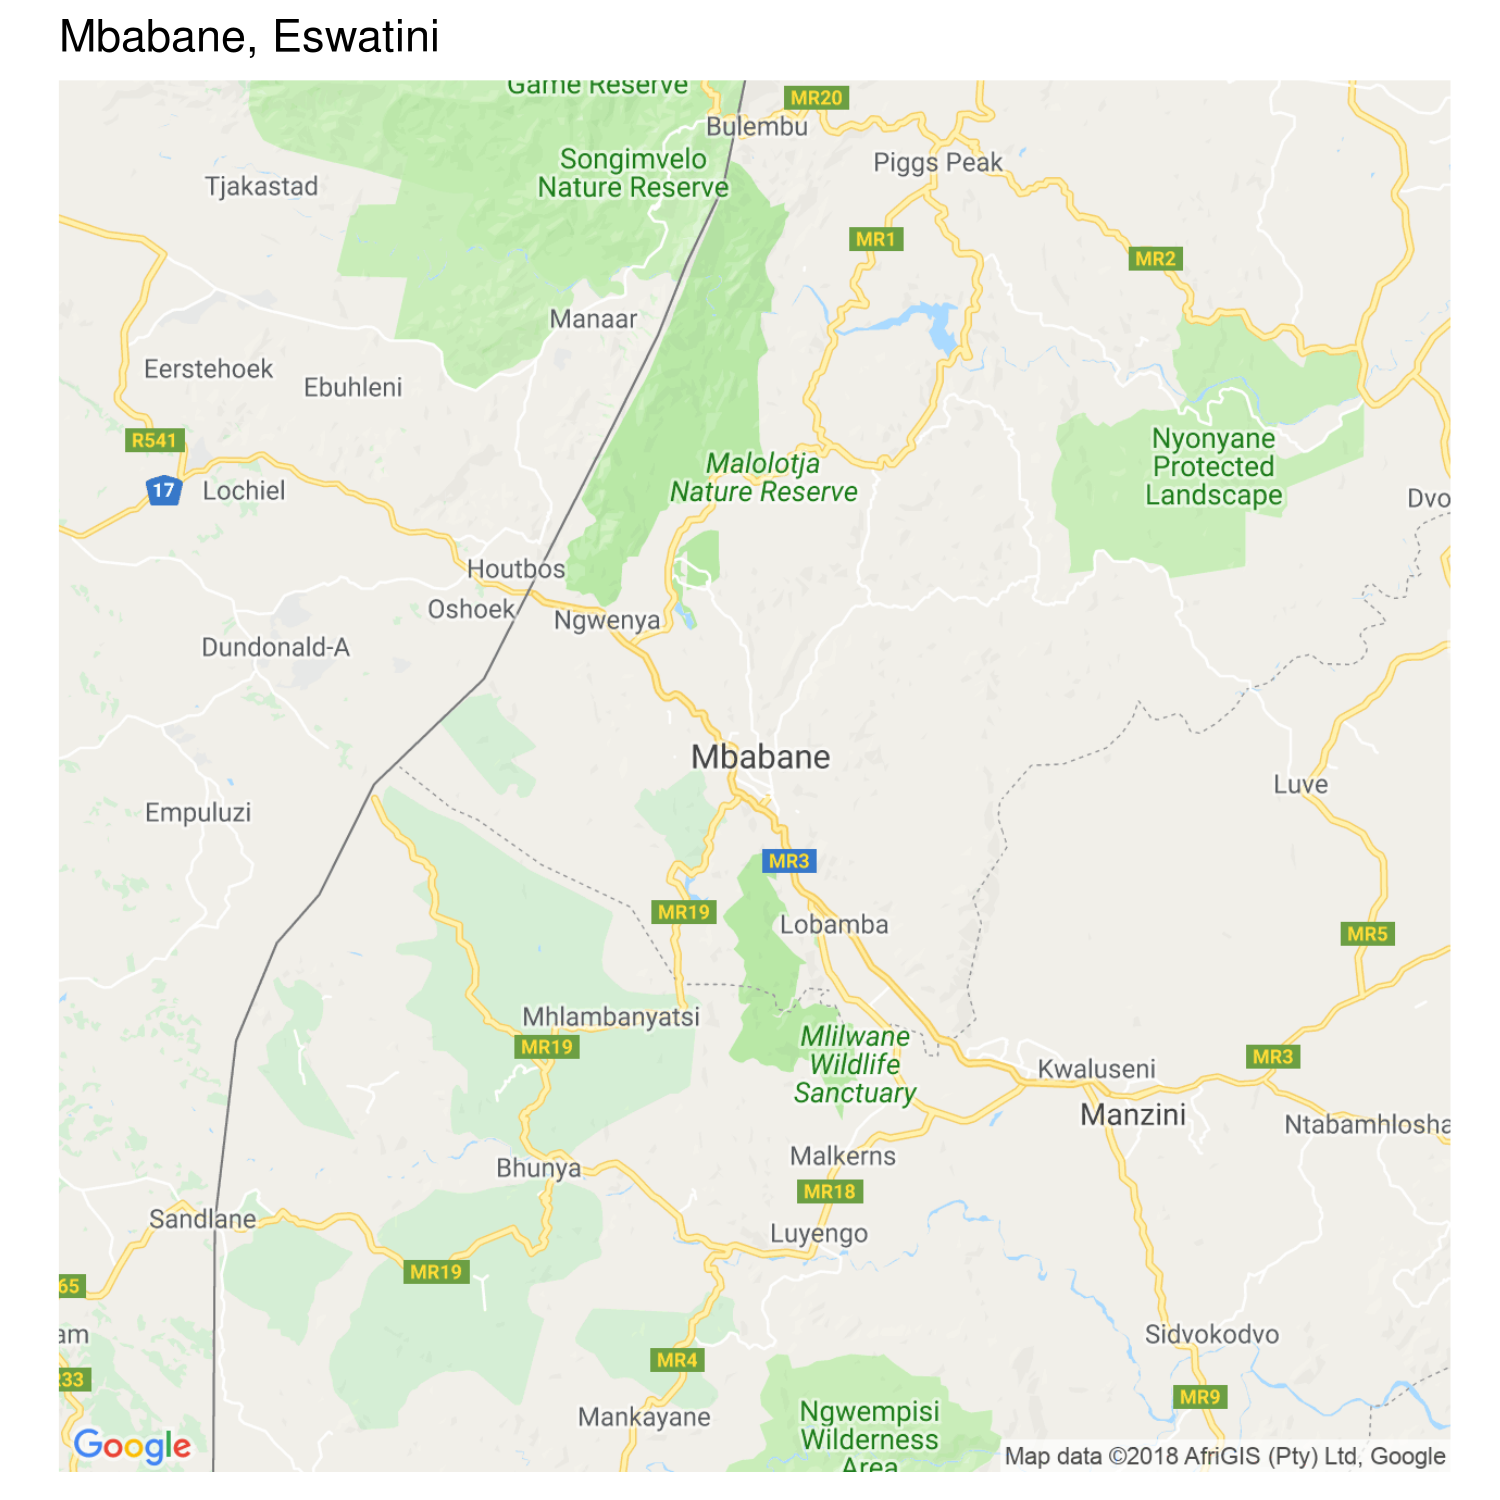 Mbabane, Eswatini
Game Reserve
MR20
Bulembu
Songimvelo
Nature Reserve
Piggs Peak
Tjakastad
MR1
MR2
Manaar
Eerstehoek
Ebuhleni
R541
17
Lochiel
Malolotja
Nature Reserve
Nyonyane
Protected
Landscape
Dvo
Houtbos
Oshoek
Ngwenya
Dundonald-A
Mbabane
Luve
Empuluzi
MR3
MR19
Lobamba
MR5
Mhlambanyatsi
MR19
Mlilwane
Wildlife
Sanctuary
MR3
Kwaluseni
Manzini
Ntabamhlosha
Malkerns
Bhunya
MR18
Sandlane
Luyengo
MR19
65
am
Sidvokodvo
MR4
33
MR9
Mankayane
Ngwempisi
Wilderness
Area
Google
Map data ©2018 AfriGIS (Pty) Ltd, Google